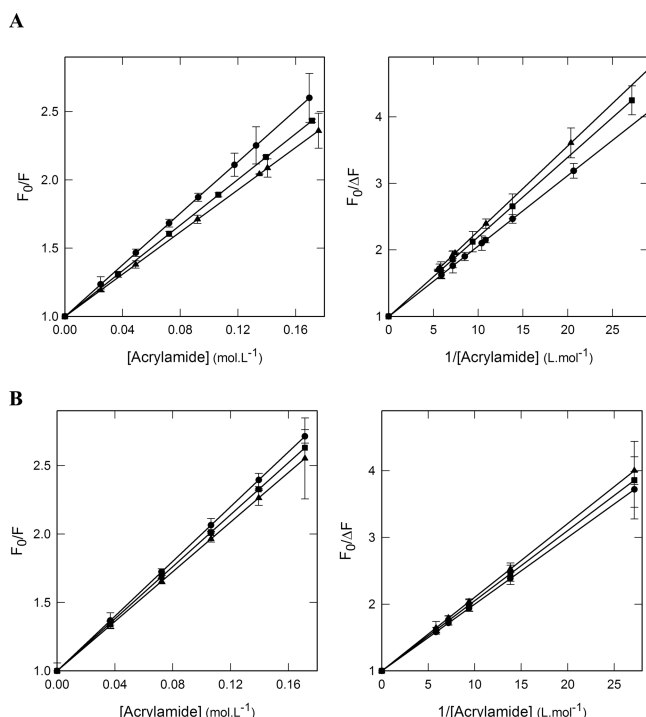 A
F0/F
2.5
2.0
1.5
1.0
0.00 0.04 0.08 0.12 0.16
[Acrylamide] (mol.L-1)
F0/ΔF
4
3
2
1
0 5 10 15 20 25
1/[Acrylamide] (L.mol-1)
B
F0/F
2.5
2.0
1.5
1.0
0.00 0.04 0.08 0.12 0.16
[Acrylamide] (mol.L-1)
F0/ΔF
4
3
2
1
0 5 10 15 20 25
1/[Acrylamide] (L.mol-1)